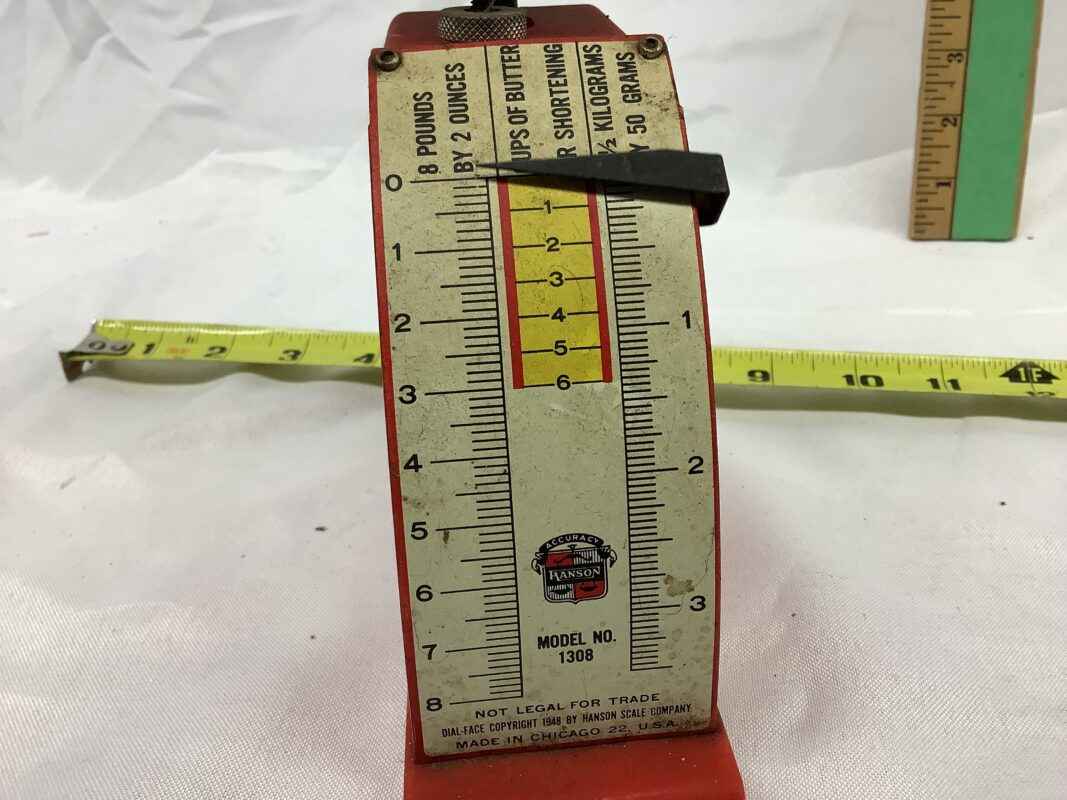 8 POUNDS
BY 2 OUNCES
UPS OF BUTTER
R SHORTENING
½ KILOGRAMS
Y 50 GRAMS
0
1
2
3
4
5
6
7
8
1
2
3
4
5
6
1
2
3
ACCURACY
HANSON
MODEL NO.
1308
NOT LEGAL FOR TRADE
DIAL-FACE COPYRIGHT 1948 BY HANSON SCALE COMPANY
MADE IN CHICAGO 22, U.S.A.
1 2 3 4 9 10 11 12
3
2
1